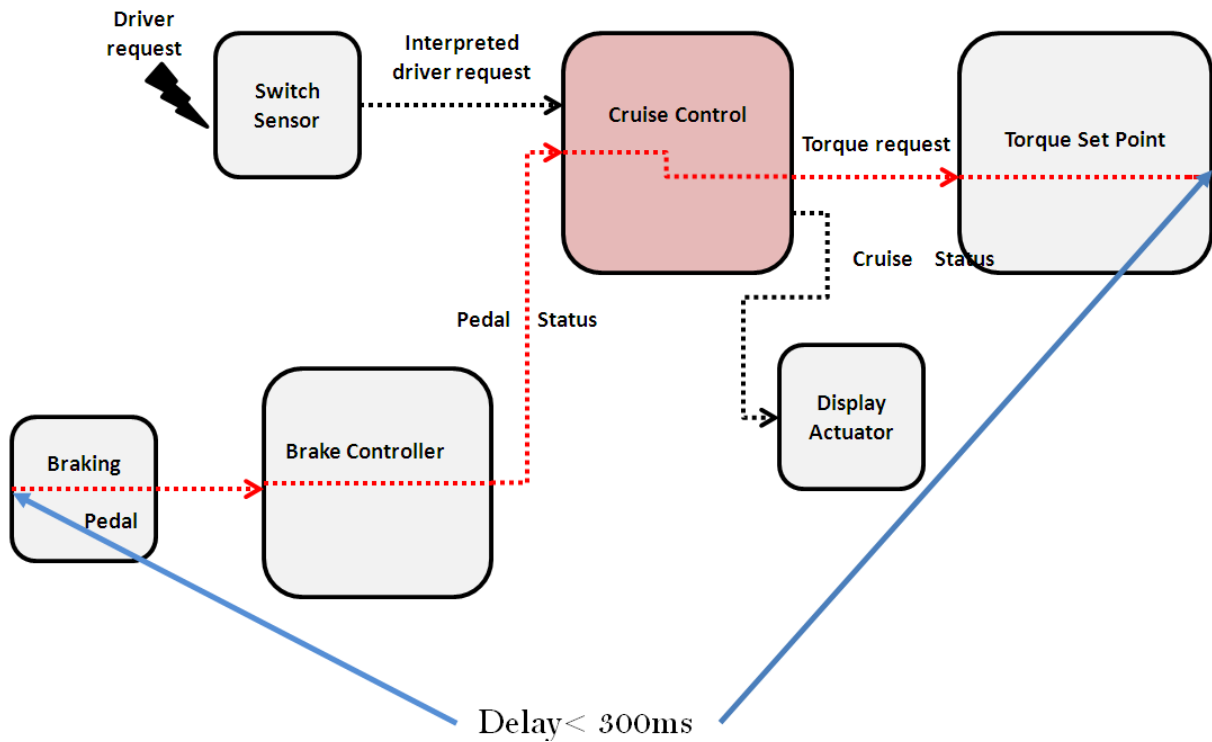 Driver
request
Switch
Sensor
Interpreted
driver request
Cruise Control
Torque request
Torque Set Point
Cruise Status
Pedal Status
Display
Actuator
Braking
Pedal
Brake Controller
Delay< 300ms